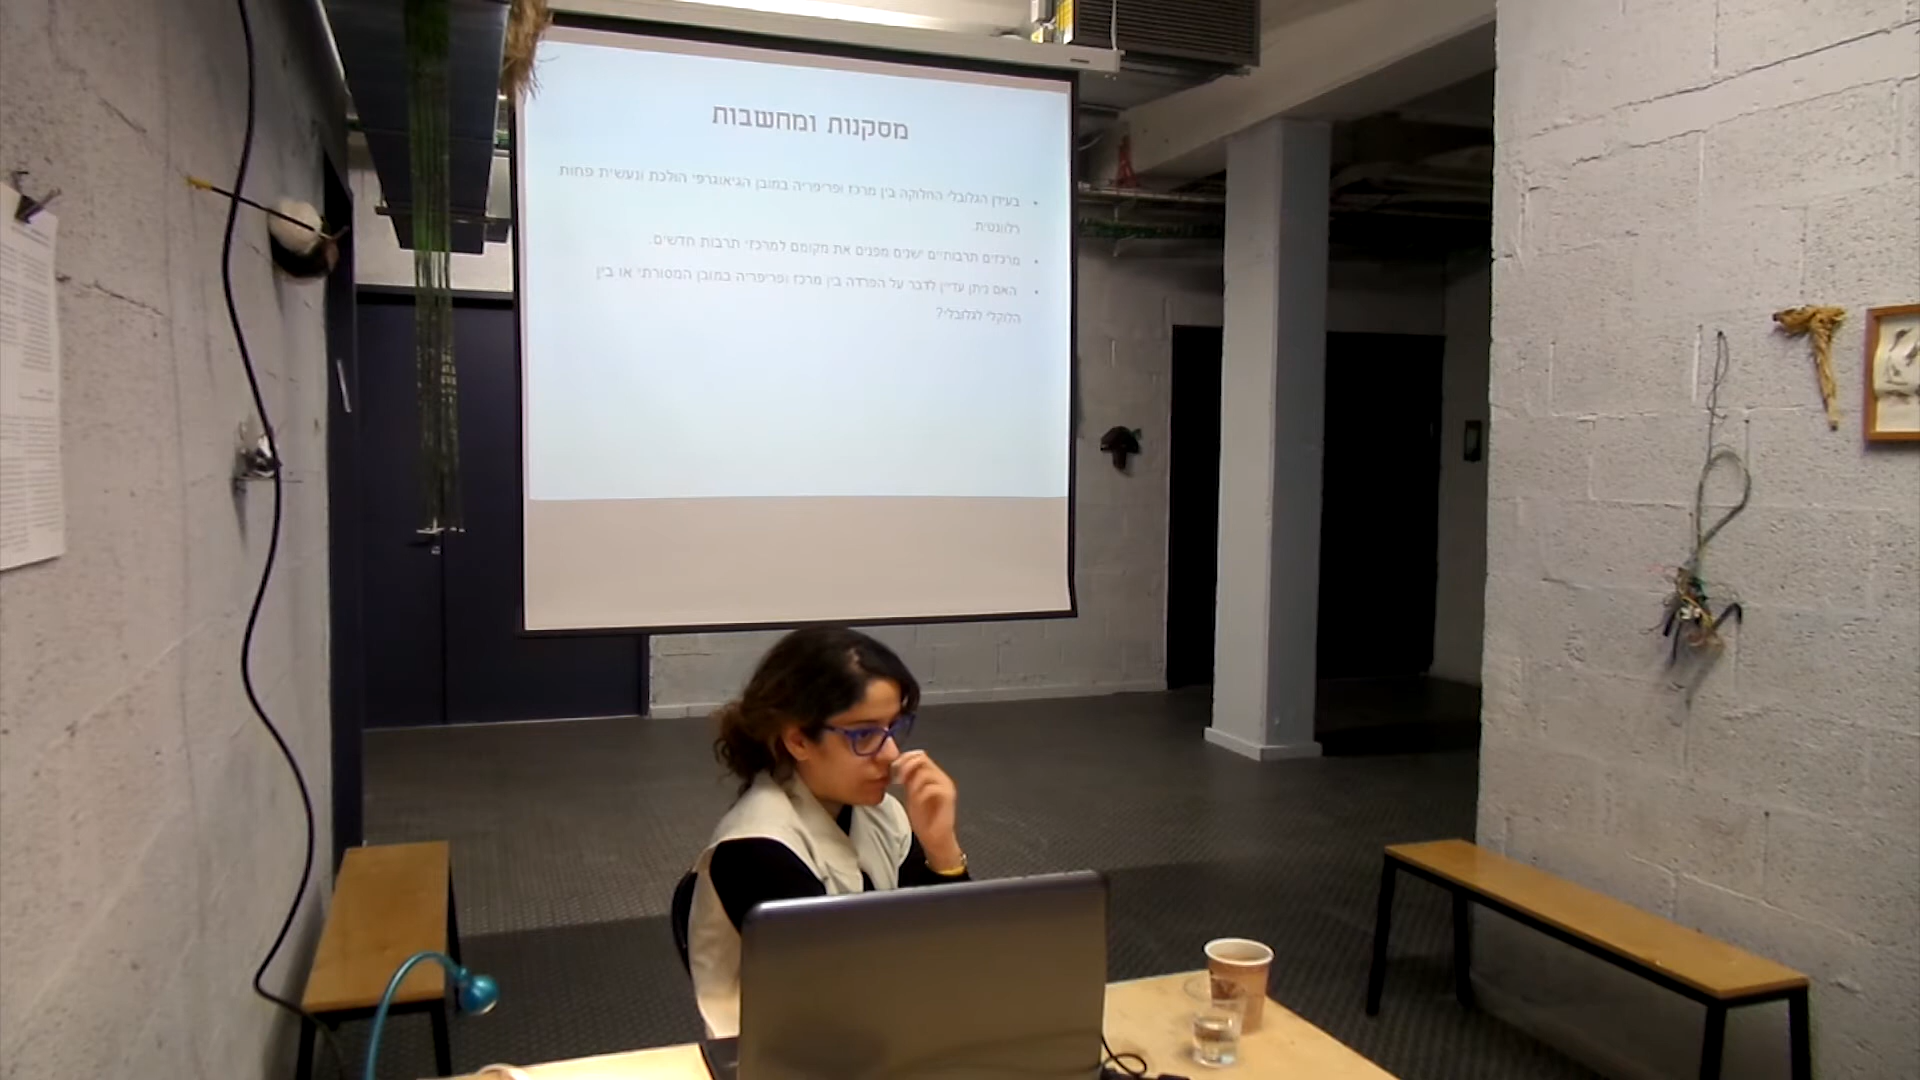 מסקנות ומחשבות
• בעידן הגלובלי החלוקה בין מרכז ופריפריה במובן הגיאוגרפי הולכת ונעשית פחות
רלוונטית.
• מרכזים תרבותיים ישנים מפנים את מקומם למרכזי תרבות חדשים.
• האם ניתן עדיין לדבר על הפרדה בין מרכז ופריפריה במובן המסורתי או בין
הלוקלי לגלובלי?